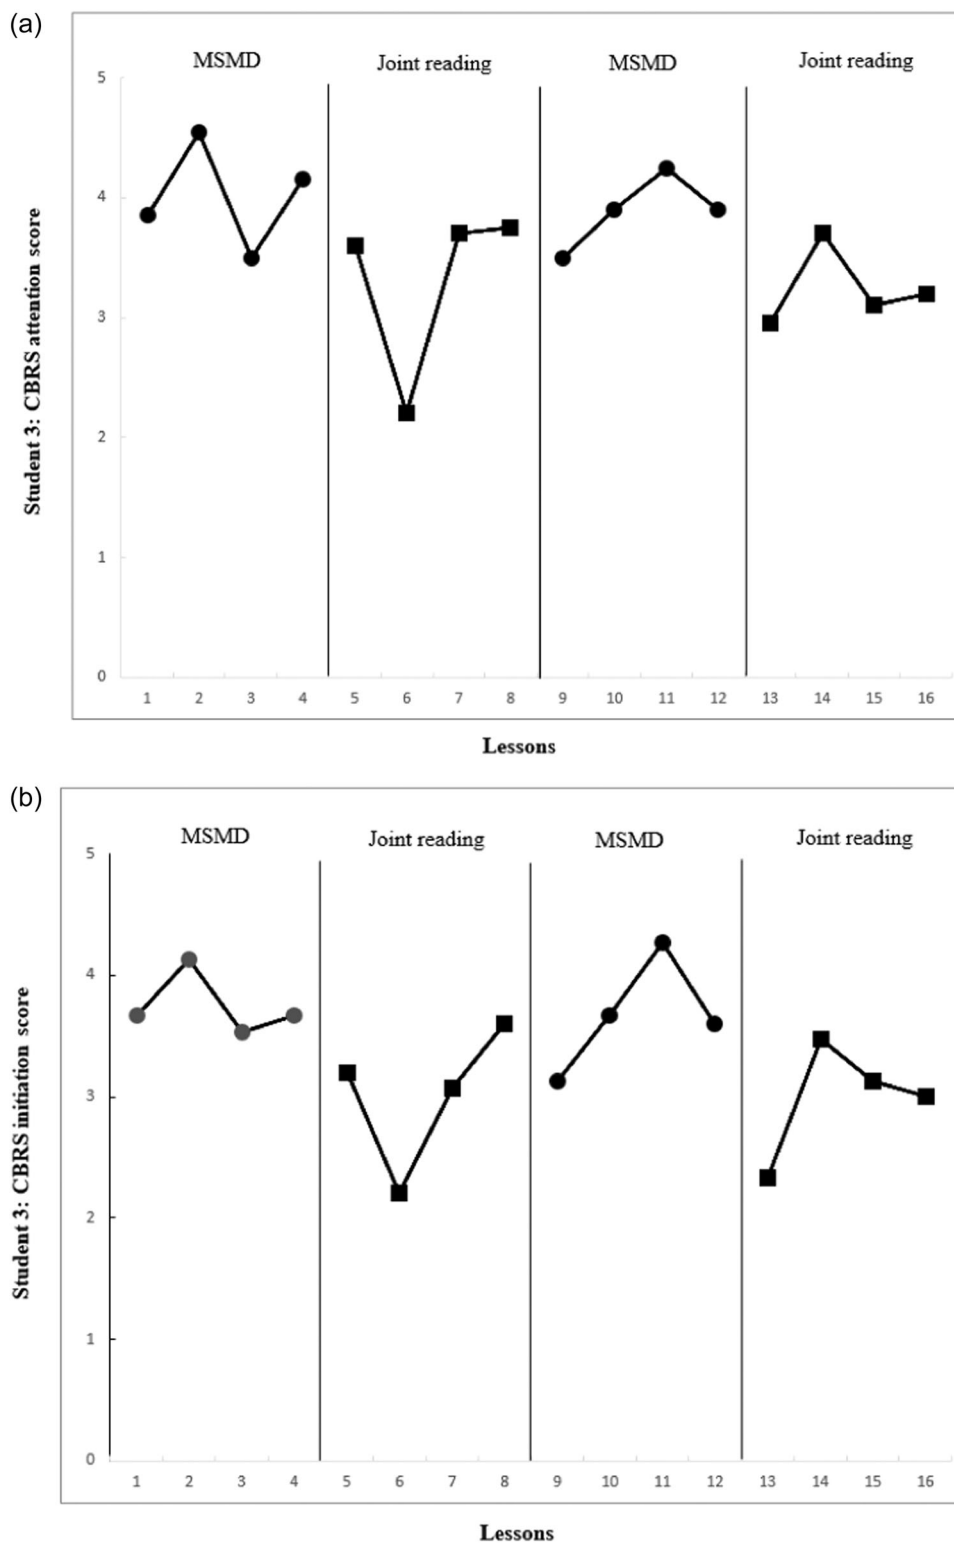 (a)
MSMD
Joint reading
MSMD
Joint reading
5
4
3
2
1
0
Student 3: CBRS attention score
1 2 3 4 5 6 7 8 9 10 11 12 13 14 15 16
Lessons
(b)
MSMD
Joint reading
MSMD
Joint reading
5
4
3
2
1
0
Student 3: CBRS initiation score
1 2 3 4 5 6 7 8 9 10 11 12 13 14 15 16
Lessons